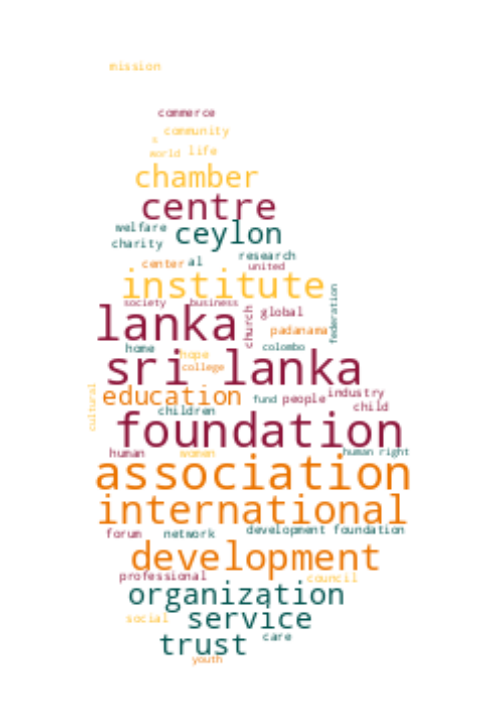 mission
commerce
community
s
world life
chamber
centre
welfare ceylon
charity
research
center al united
institute
society business
federation
lanka church global
padanama
home colombo
hope
sri lanka
college
cultural education fund people industry
children child
foundation
human women human right
association
international
forum network development foundation
development
professional council
organization
social service
trust care
youth